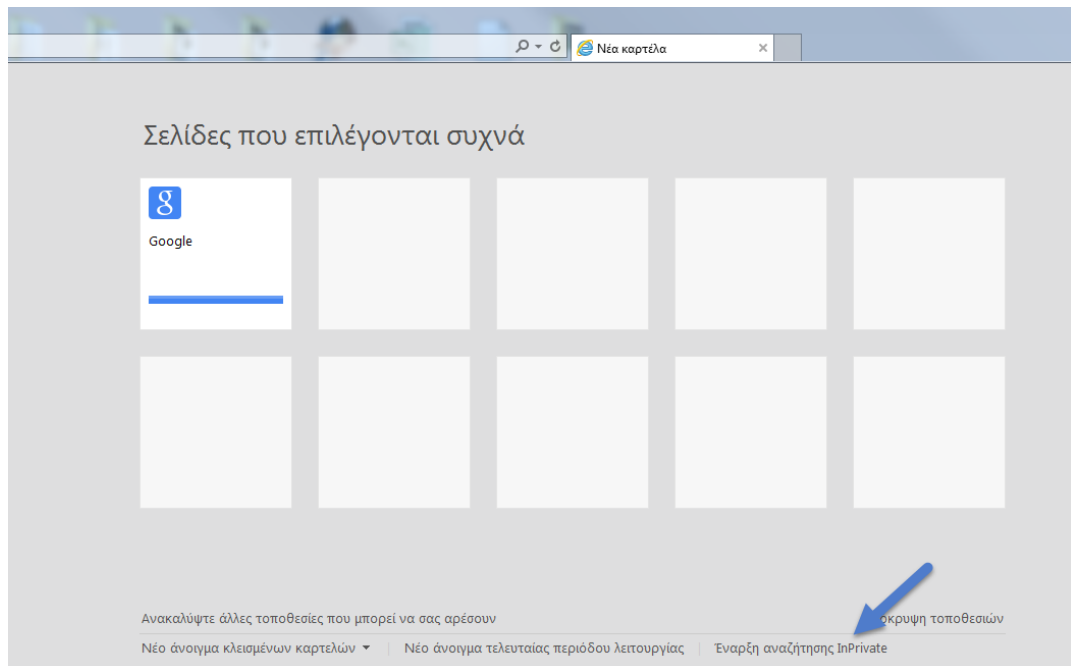 Νέα καρτέλα
Σελίδες που επιλέγονται συχνά
g
Google
Ανακαλύψτε άλλες τοποθεσίες που μπορεί να σας αρέσουν
τοποθεσιών
Νέο άνοιγμα κλεισμένων καρτελών Νέο άνοιγμα τελευταίας περιόδου λειτουργίας Έναρξη αναζήτησης InPrivate